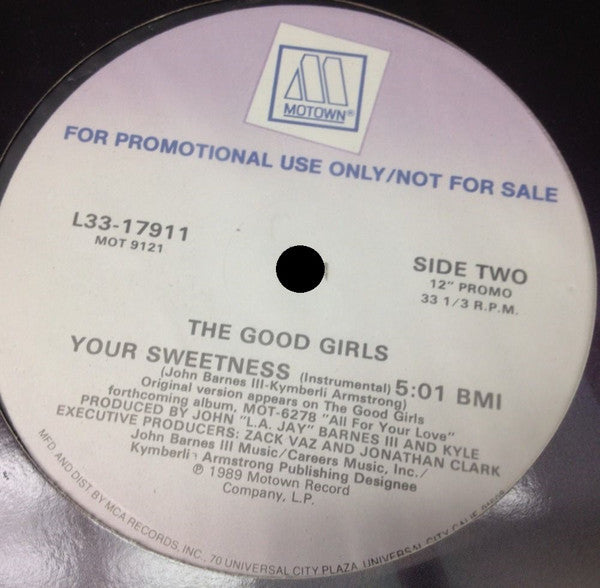 MOTOWN®
FOR PROMOTIONAL USE ONLY/NOT FOR SALE
L33-17911
MOT 9121
SIDE TWO
12" PROMO
33 1/3 R.P.M.
THE GOOD GIRLS
YOUR SWEETNESS (Instrumental) 5:01 BMI
(John Barnes III-Kymberli Armstrong)
Original version appears on The Good Girls
forthcoming album, MOT-6278 "All For Your Love"
PRODUCED BY JOHN "L.A. JAY" BARNES III AND KYLE
EXECUTIVE PRODUCERS: ZACK VAZ AND JONATHAN CLARK
John Barnes III Music/Careers Music, Inc./
Kymberli Armstrong Publishing Designee
℗ 1989 Motown Record
Company, L.P.
MFD AND DIST BY MCA RECORDS, INC., 70 UNIVERSAL CITY PLAZA, UNIVERSAL CITY, CALIF.